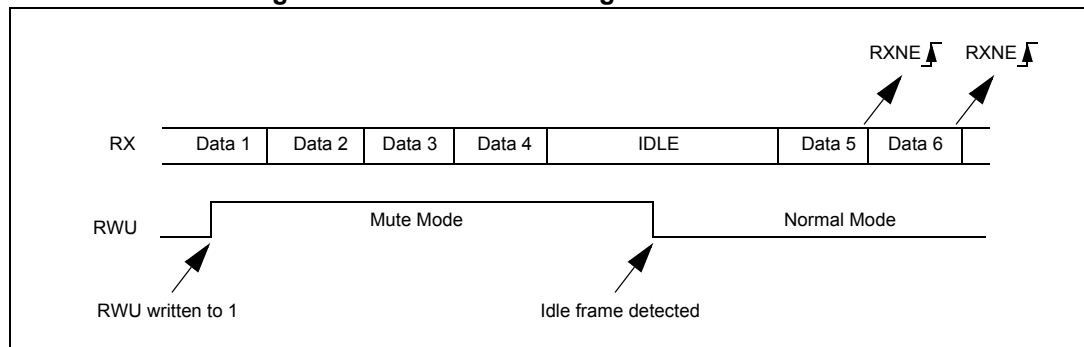 RXNE RXNE
RX Data 1 Data 2 Data 3 Data 4 IDLE Data 5 Data 6
RWU Mute Mode Normal Mode
RWU written to 1 Idle frame detected